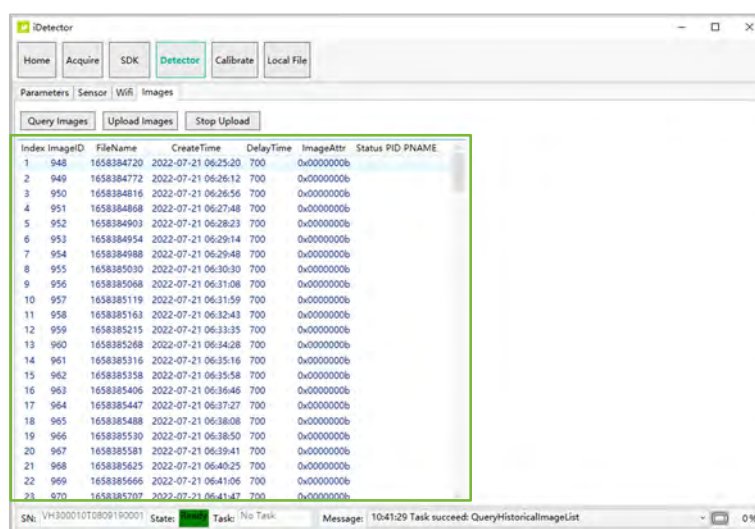 iDetector
Home Acquire SDK Detector Calibrate Local File
Parameters Sensor Wifi Images
Query Images Upload Images Stop Upload
Index ImageID FileName CreateTime DelayTime ImageAttr Status PID PNAME
1 948 1658384720 2022-07-21 06:25:20 700 0x0000000b
2 949 1658384772 2022-07-21 06:26:12 700 0x0000000b
3 950 1658384816 2022-07-21 06:26:56 700 0x0000000b
4 951 1658384868 2022-07-21 06:27:48 700 0x0000000b
5 952 1658384903 2022-07-21 06:28:23 700 0x0000000b
6 953 1658384954 2022-07-21 06:29:14 700 0x0000000b
7 954 1658384988 2022-07-21 06:29:48 700 0x0000000b
8 955 1658385030 2022-07-21 06:30:30 700 0x0000000b
9 956 1658385068 2022-07-21 06:31:08 700 0x0000000b
10 957 1658385119 2022-07-21 06:31:59 700 0x0000000b
11 958 1658385163 2022-07-21 06:32:43 700 0x0000000b
12 959 1658385215 2022-07-21 06:33:35 700 0x0000000b
13 960 1658385268 2022-07-21 06:34:28 700 0x0000000b
14 961 1658385316 2022-07-21 06:35:16 700 0x0000000b
15 962 1658385358 2022-07-21 06:35:58 700 0x0000000b
16 963 1658385406 2022-07-21 06:36:46 700 0x0000000b
17 964 1658385447 2022-07-21 06:37:27 700 0x0000000b
18 965 1658385488 2022-07-21 06:38:08 700 0x0000000b
19 966 1658385530 2022-07-21 06:38:50 700 0x0000000b
20 967 1658385581 2022-07-21 06:39:41 700 0x0000000b
21 968 1658385625 2022-07-21 06:40:25 700 0x0000000b
22 969 1658385666 2022-07-21 06:41:06 700 0x0000000b
23 970 1658385707 2022-07-21 06:41:47 700 0x0000000b
SN: VH300010T0809190001 State: Ready Task: No Task Message: 10:41:29 Task succeed: QueryHistoricalImageList 0%